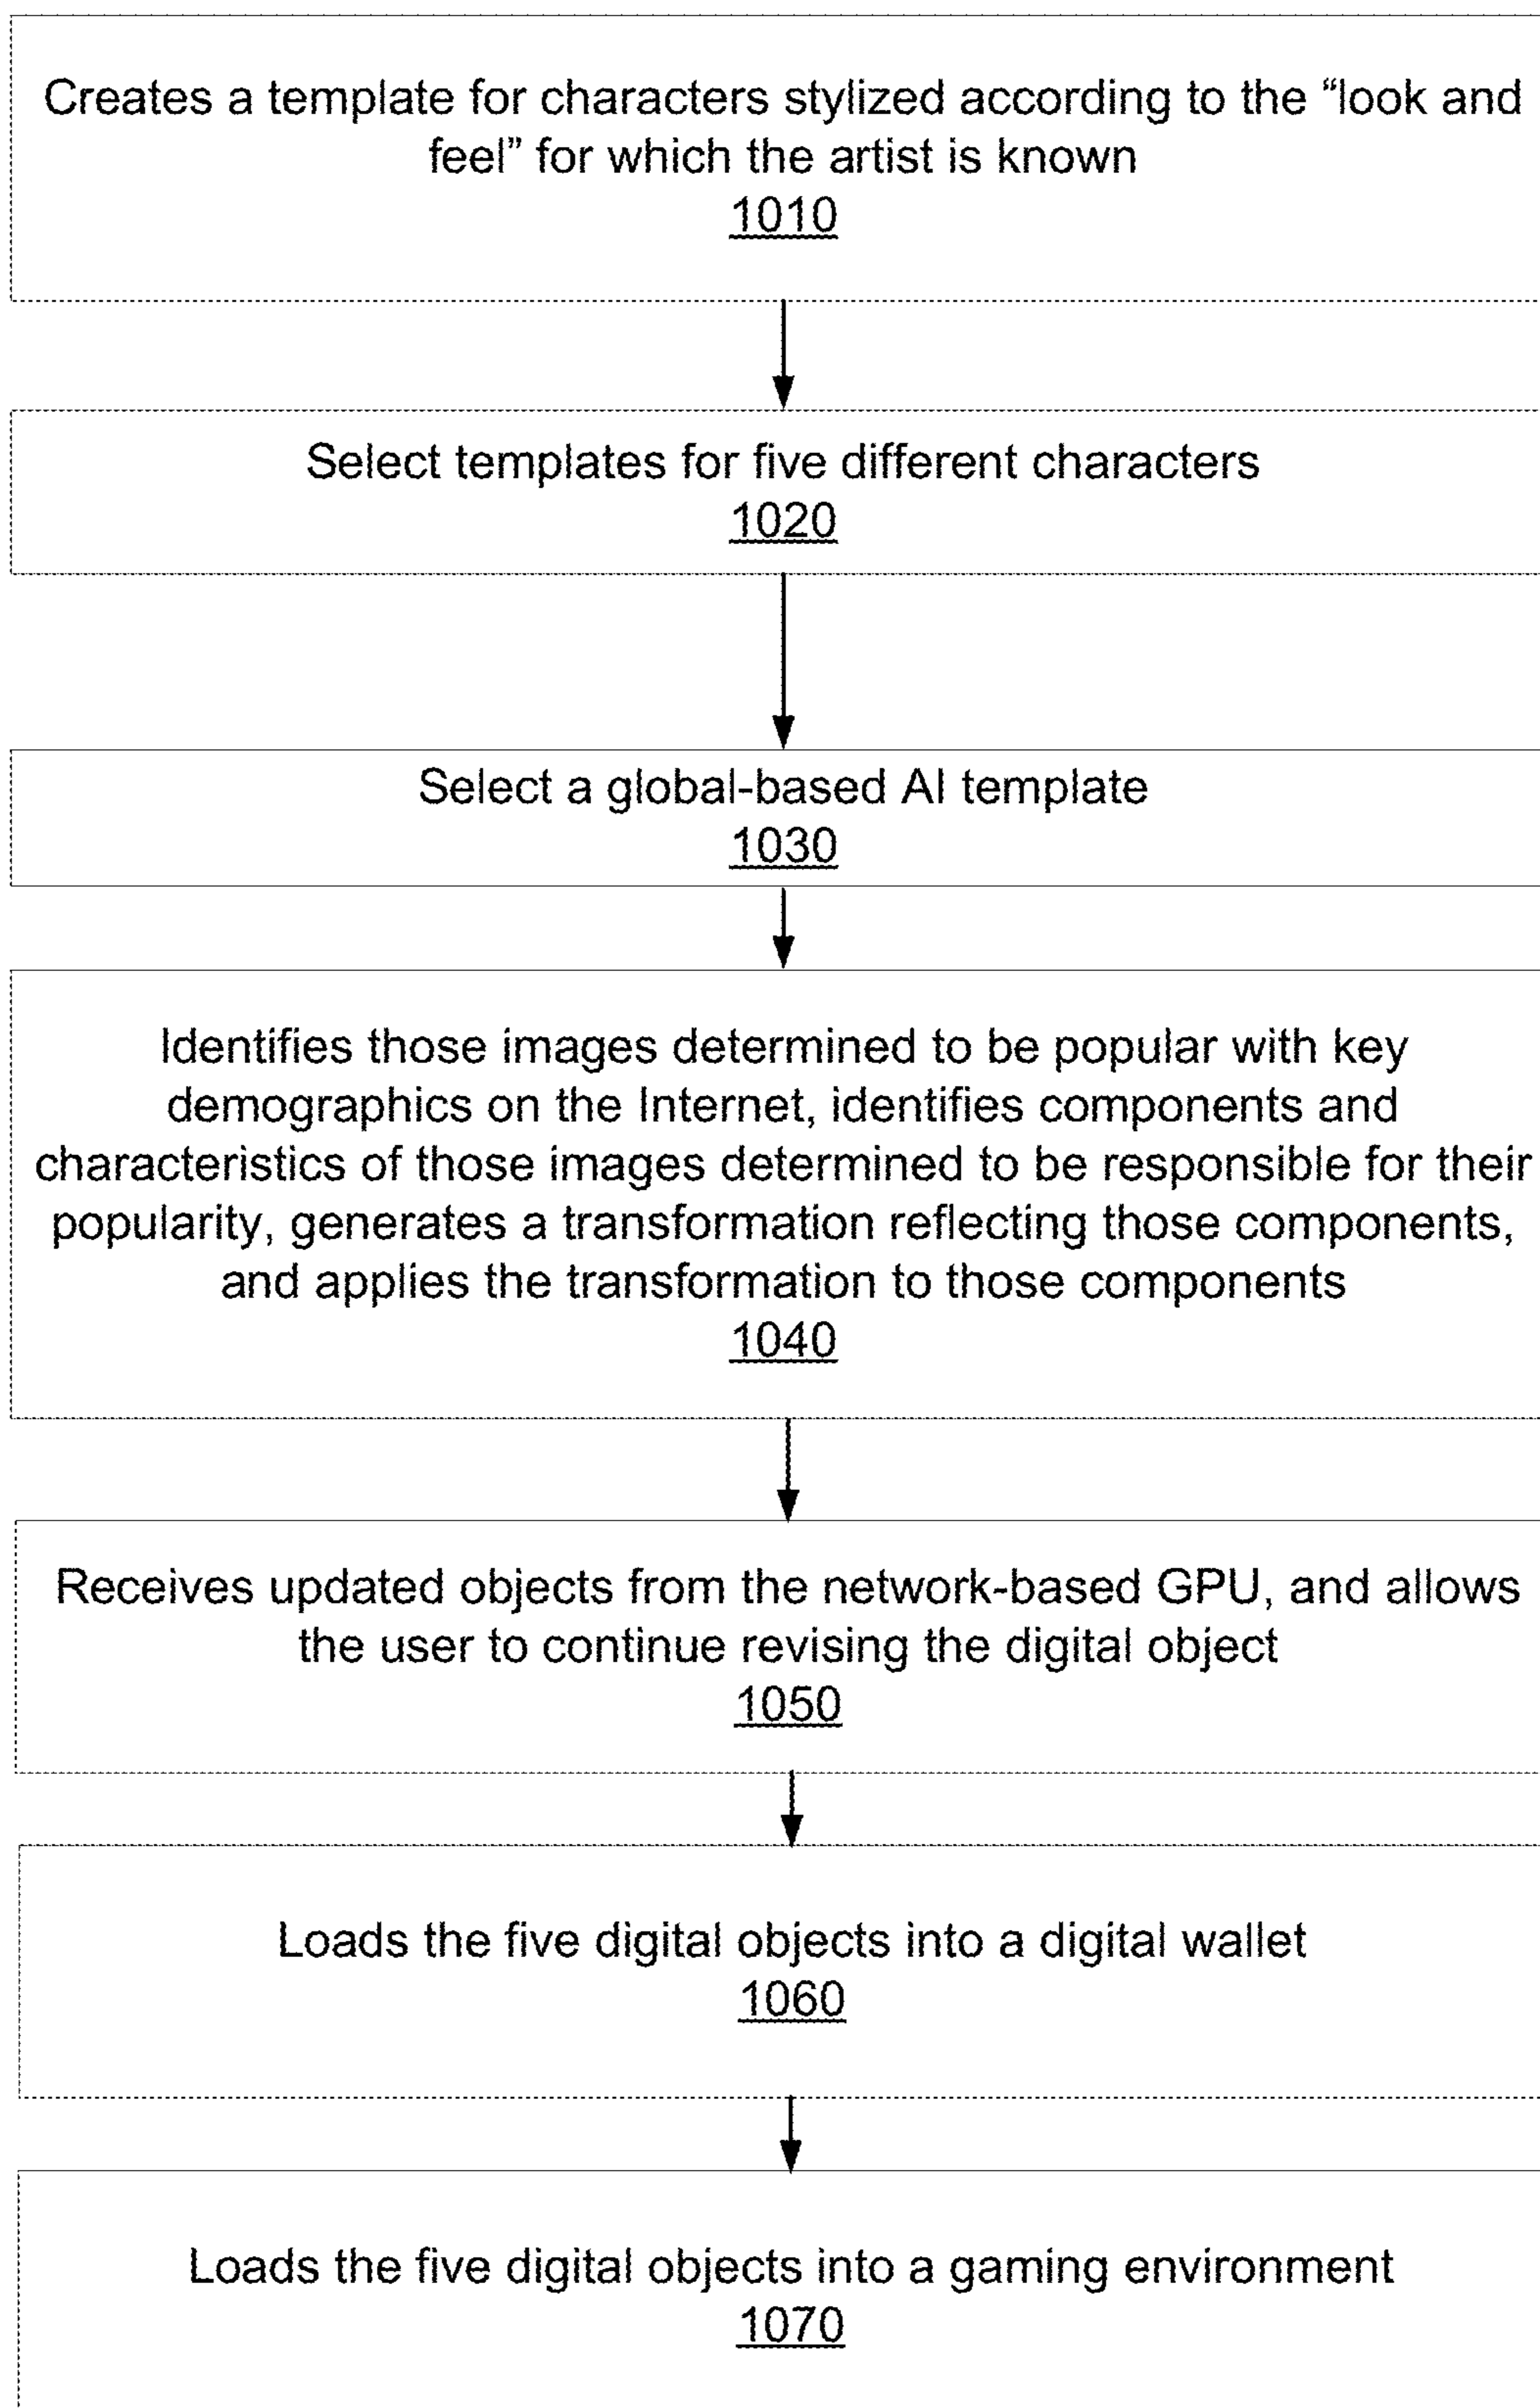 Creates a template for characters stylized according to the “look and
feel” for which the artist is known
1010
Select templates for five different characters
1020
Select a global-based AI template
1030
Identifies those images determined to be popular with key
demographics on the Internet, identifies components and
characteristics of those images determined to be responsible for their
popularity, generates a transformation reflecting those components,
and applies the transformation to those components
1040
Receives updated objects from the network-based GPU, and allows
the user to continue revising the digital object
1050
Loads the five digital objects into a digital wallet
1060
Loads the five digital objects into a gaming environment
1070